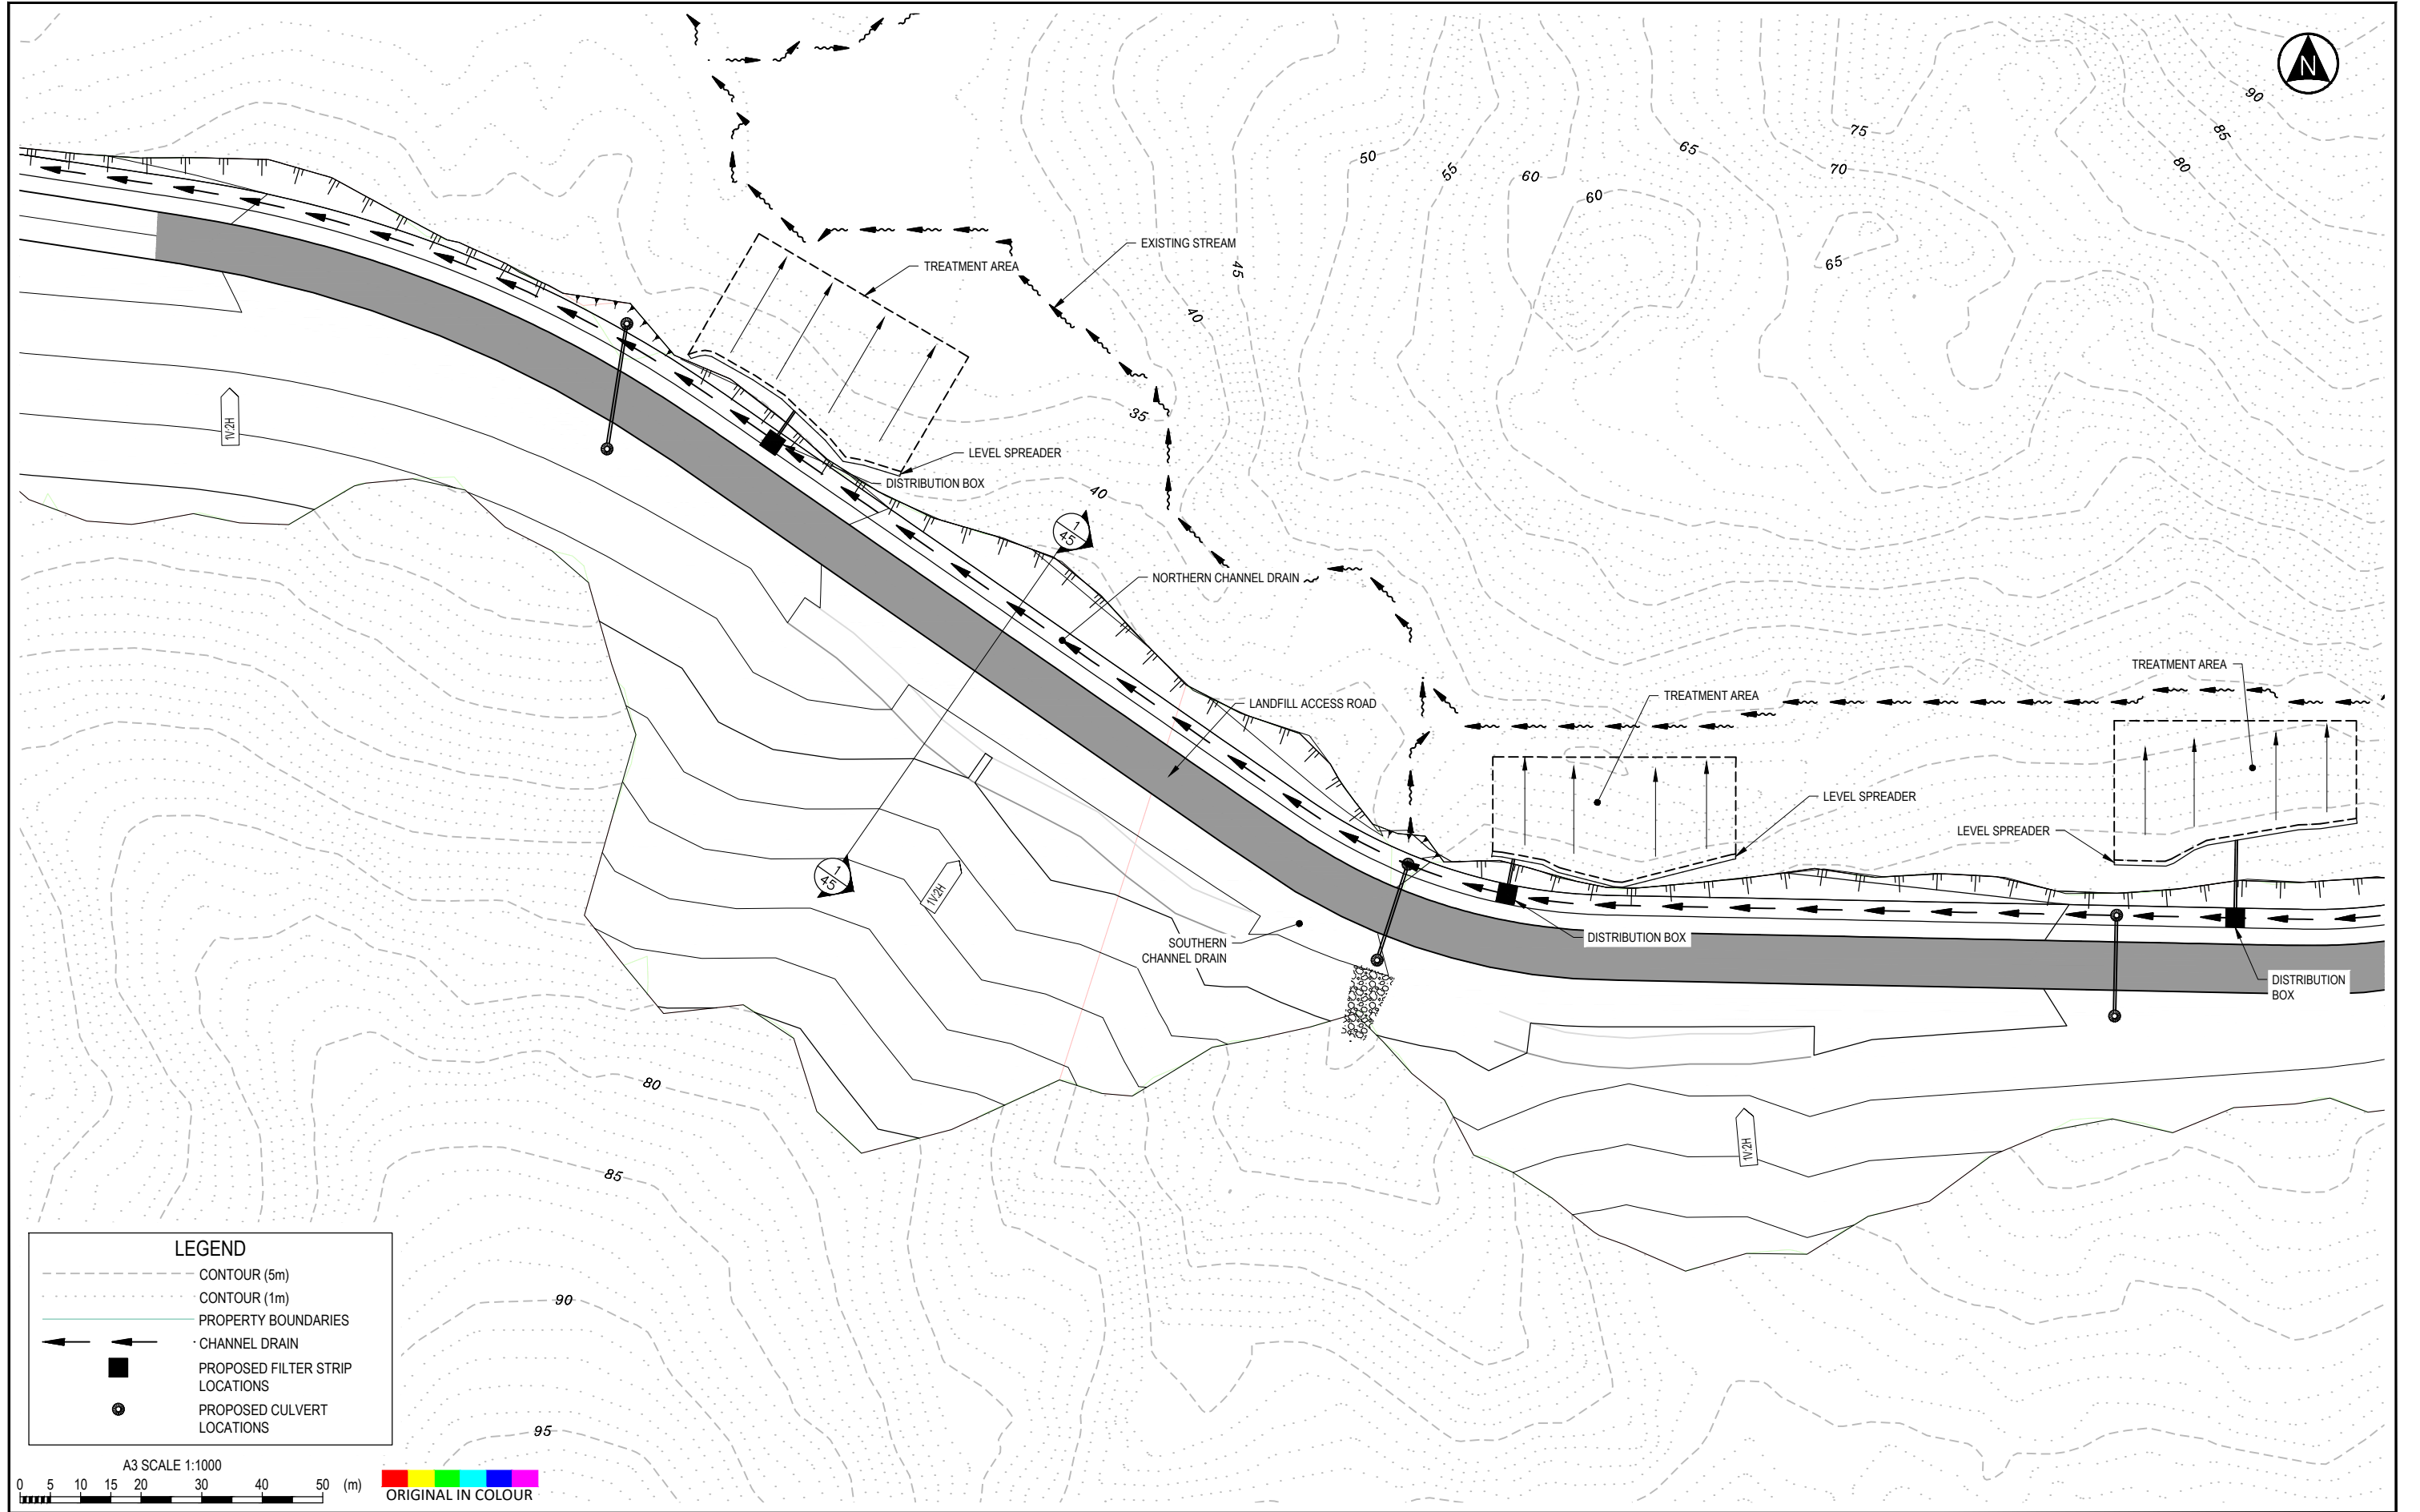 N
90
85
75
80
65
50
55
70
60
60
EXISTING STREAM
65
TREATMENT AREA
45
40
35
1V:2H
LEVEL SPREADER
DISTRIBUTION BOX
40
1
45
NORTHERN CHANNEL DRAIN
TREATMENT AREA
TREATMENT AREA
LANDFILL ACCESS ROAD
LEVEL SPREADER
LEVEL SPREADER
1
45
1V:2H
SOUTHERN
CHANNEL DRAIN
DISTRIBUTION BOX
DISTRIBUTION
BOX
80
1V:2H
85
90
95
LEGEND
CONTOUR (5m)
CONTOUR (1m)
PROPERTY BOUNDARIES
CHANNEL DRAIN
PROPOSED FILTER STRIP
LOCATIONS
PROPOSED CULVERT
LOCATIONS
A3 SCALE 1:1000
0 5 10 15 20 30 40 50 (m)
ORIGINAL IN COLOUR